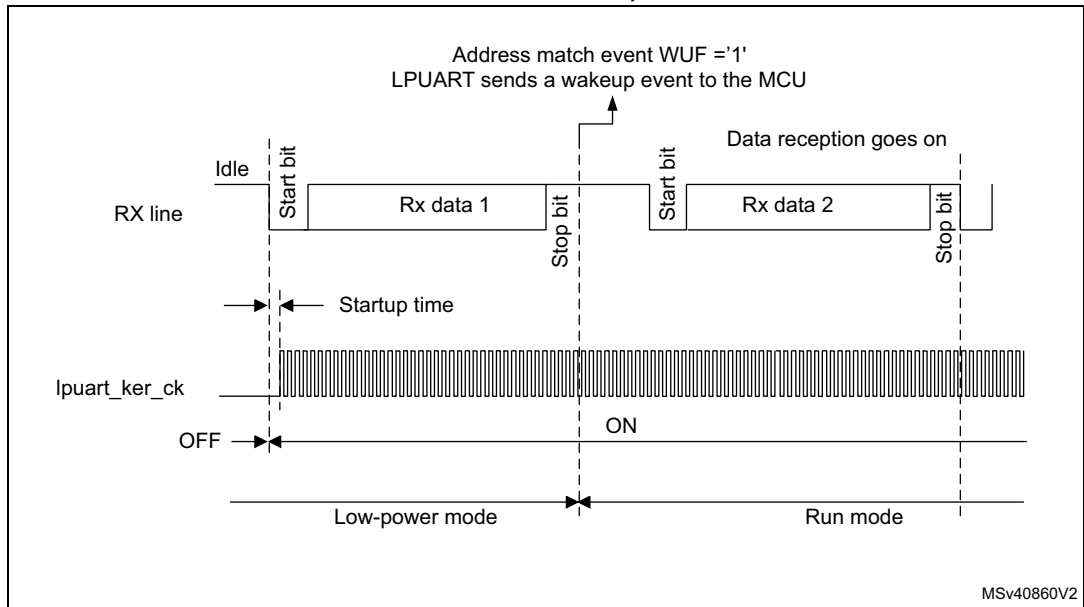 Address match event WUF ='1'
LPUART sends a wakeup event to the MCU
Data reception goes on
Idle
RX line
Start bit
Rx data 1
Stop bit
Start bit
Rx data 2
Stop bit
Startup time
lpuart_ker_ck
OFF
ON
Low-power mode
Run mode
MSv40860V2